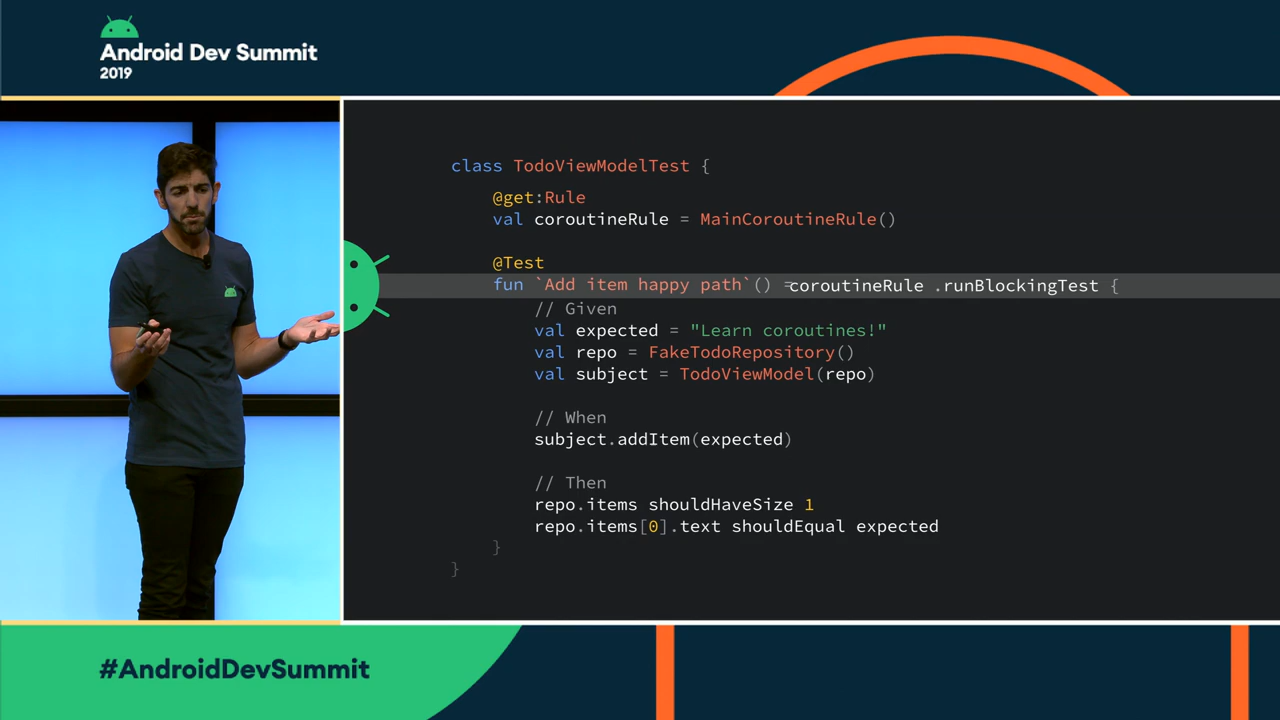 Android Dev Summit
2019
class TodoViewModelTest {
@get:Rule
val coroutineRule = MainCoroutineRule()
@Test
fun `Add item happy path`() =coroutineRule .runBlockingTest {
// Given
val expected = "Learn coroutines!"
val repo = FakeTodoRepository()
val subject = TodoViewModel(repo)
// When
subject.addItem(expected)
// Then
repo.items shouldHaveSize 1
repo.items[0].text shouldEqual expected
}
}
#AndroidDevSummit